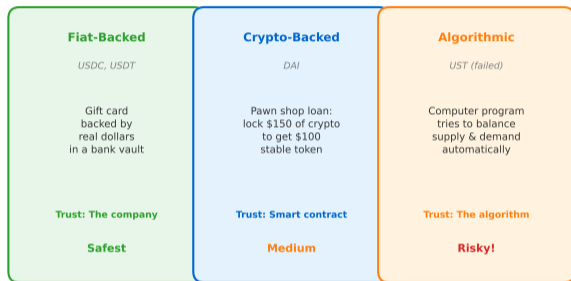 Fiat-Backed
USDC, USDT
Gift card
backed by
real dollars
in a bank vault
Trust: The company
Safest
Crypto-Backed
DAI
Pawn shop loan:
lock $150 of crypto
to get $100
stable token
Trust: Smart contract
Medium
Algorithmic
UST (failed)
Computer program
tries to balance
supply & demand
automatically
Trust: The algorithm
Risky!